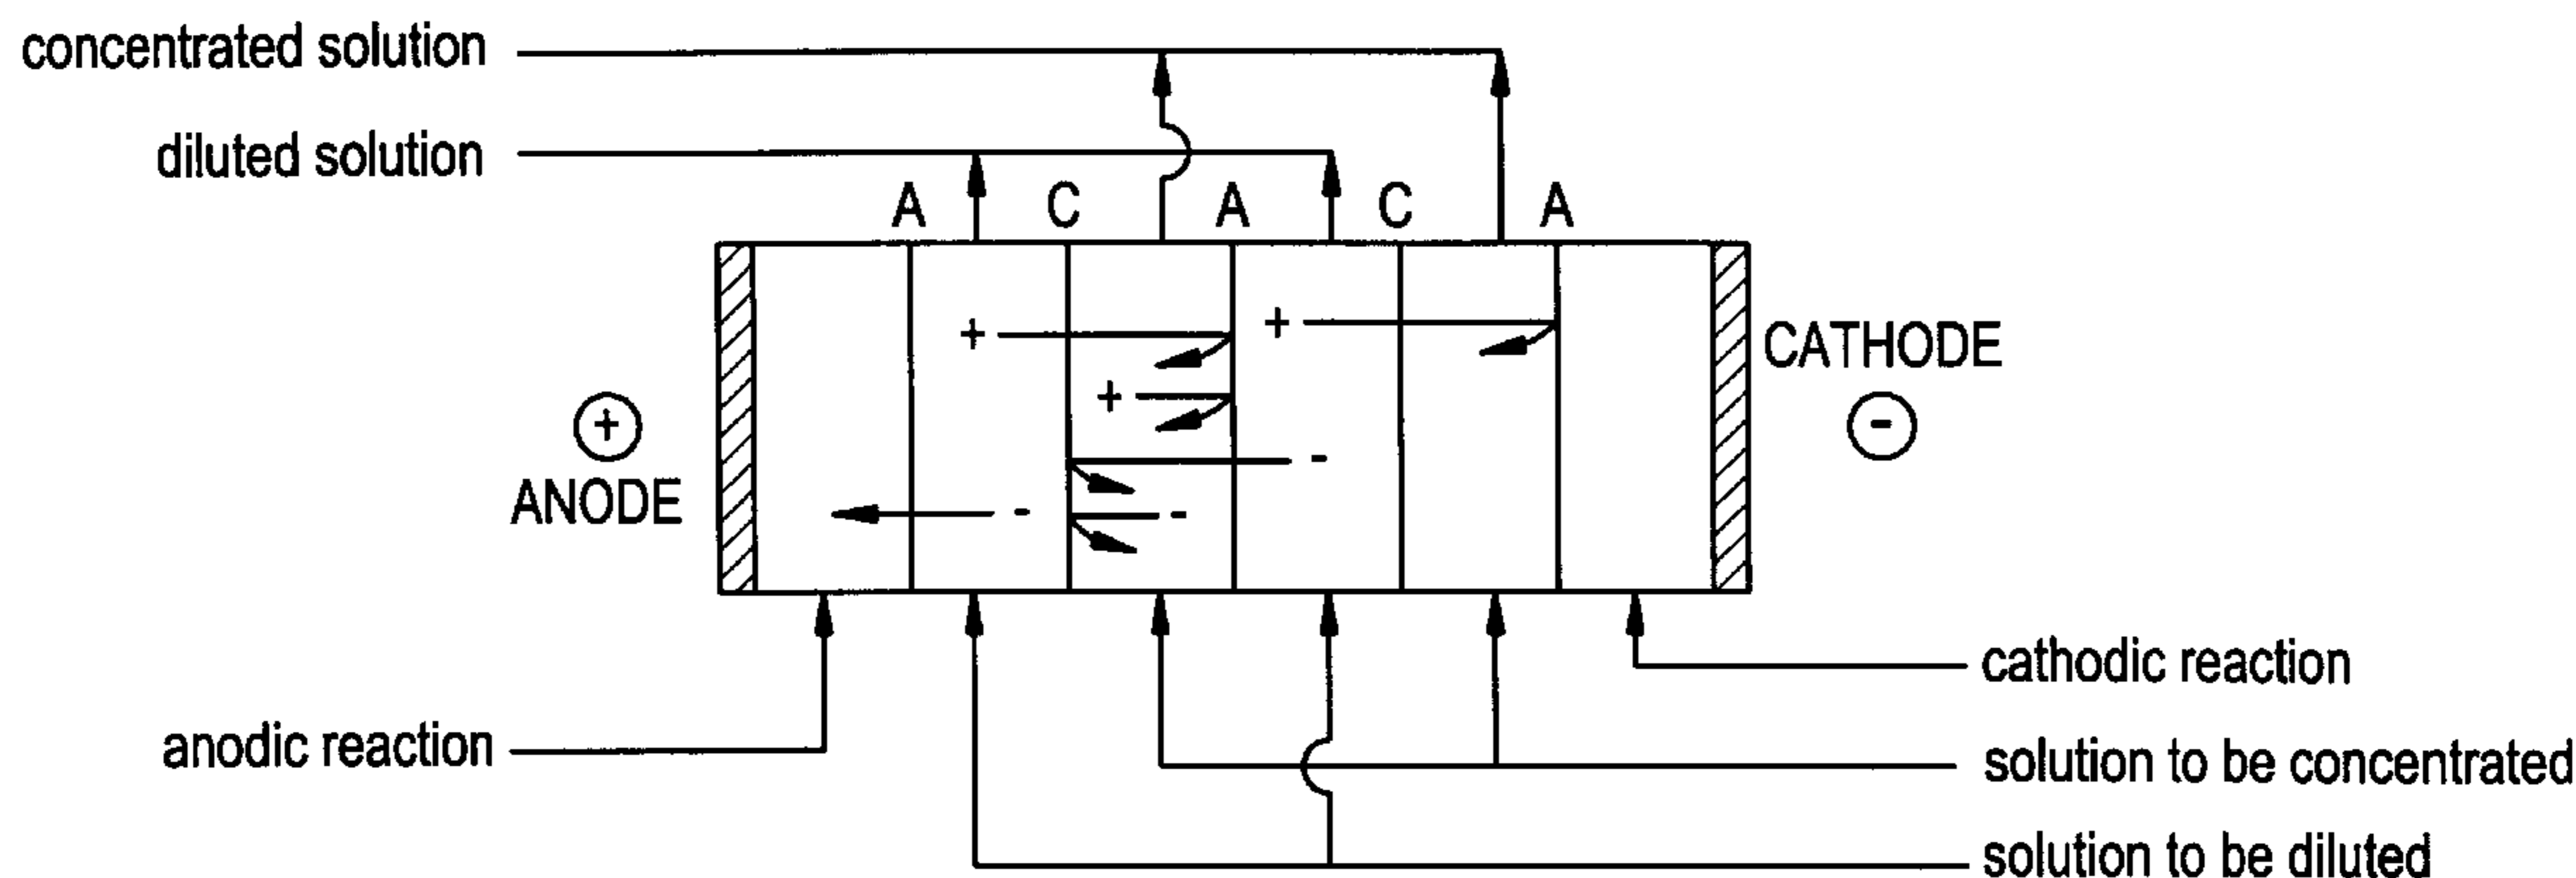 concentrated solution
diluted solution
A C A C A
+ +
CATHODE
+
+ -
-
ANODE
- -
cathodic reaction
anodic reaction
solution to be concentrated
solution to be diluted